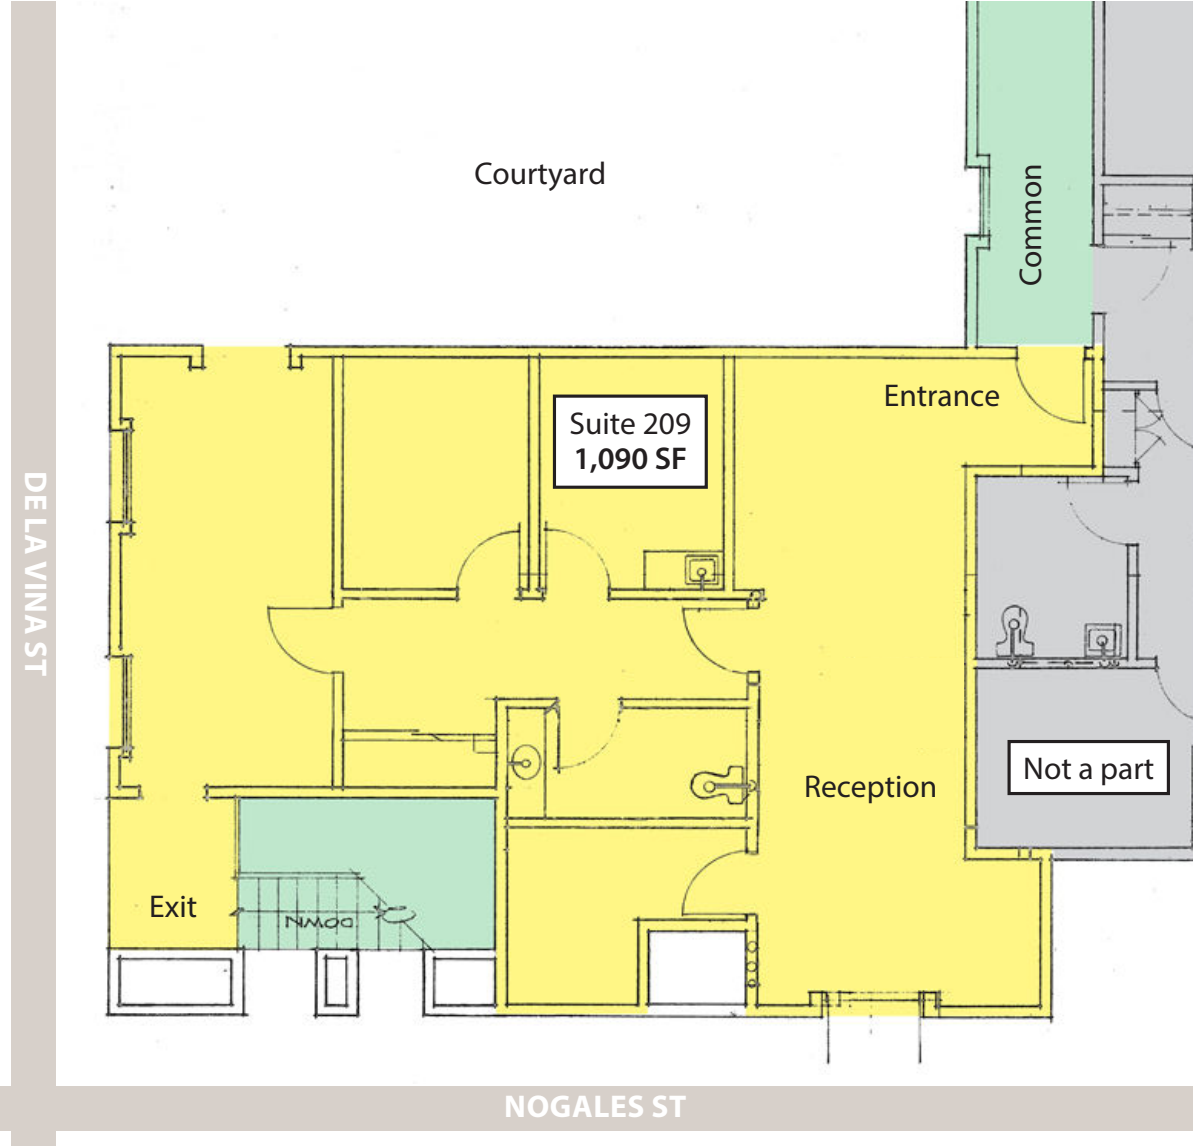 Courtyard
Common
Entrance
Suite 209
1,090 SF
DE LA VINA ST
Not a part
Reception
Exit
DOWN
NOGALES ST